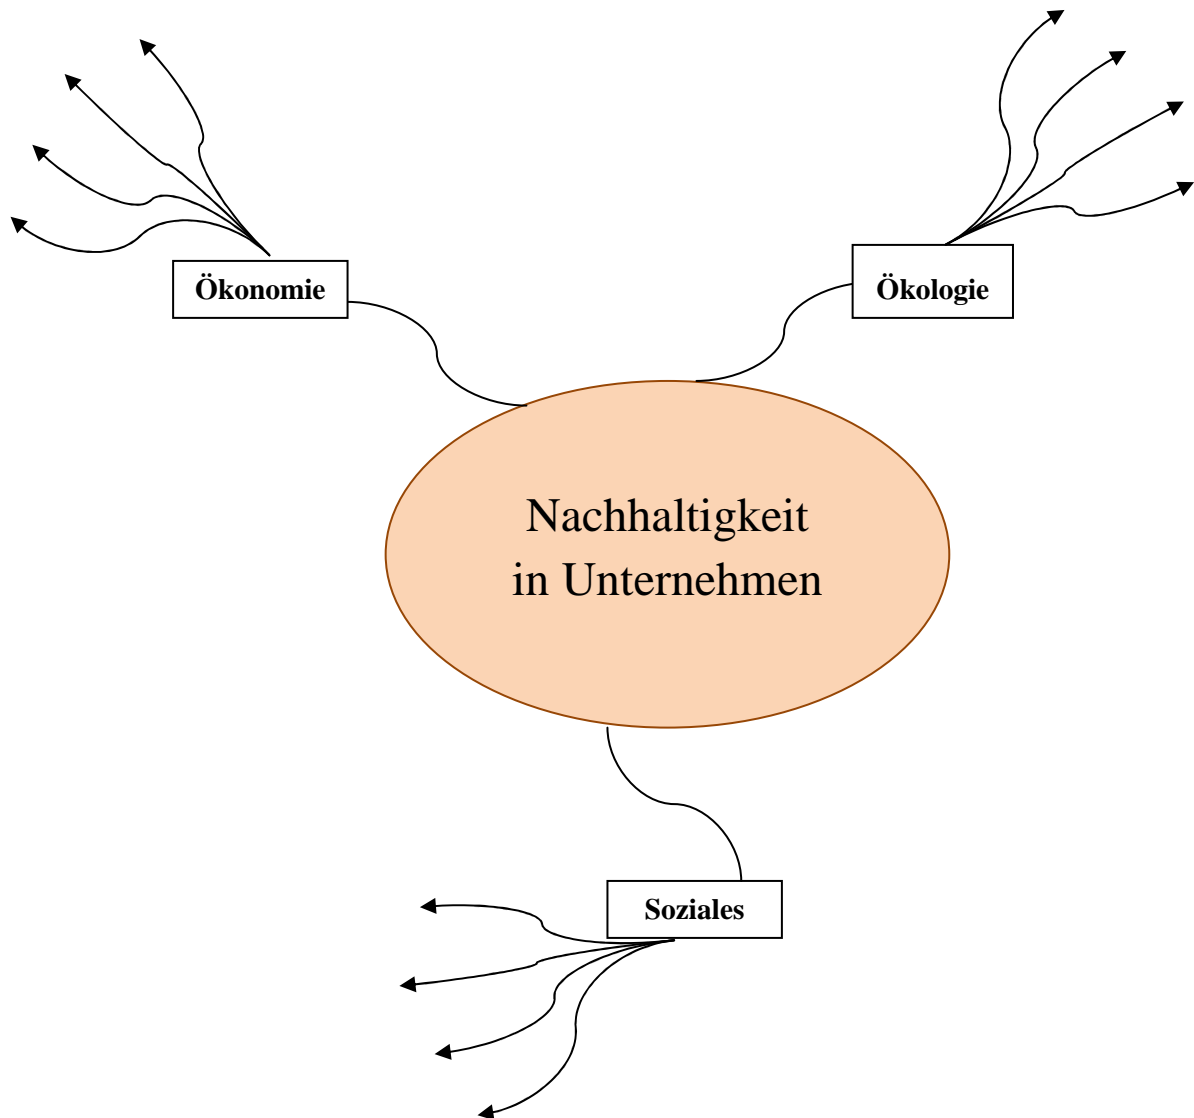 Ökonomie
Ökologie
Nachhaltigkeit
in Unternehmen
Soziales